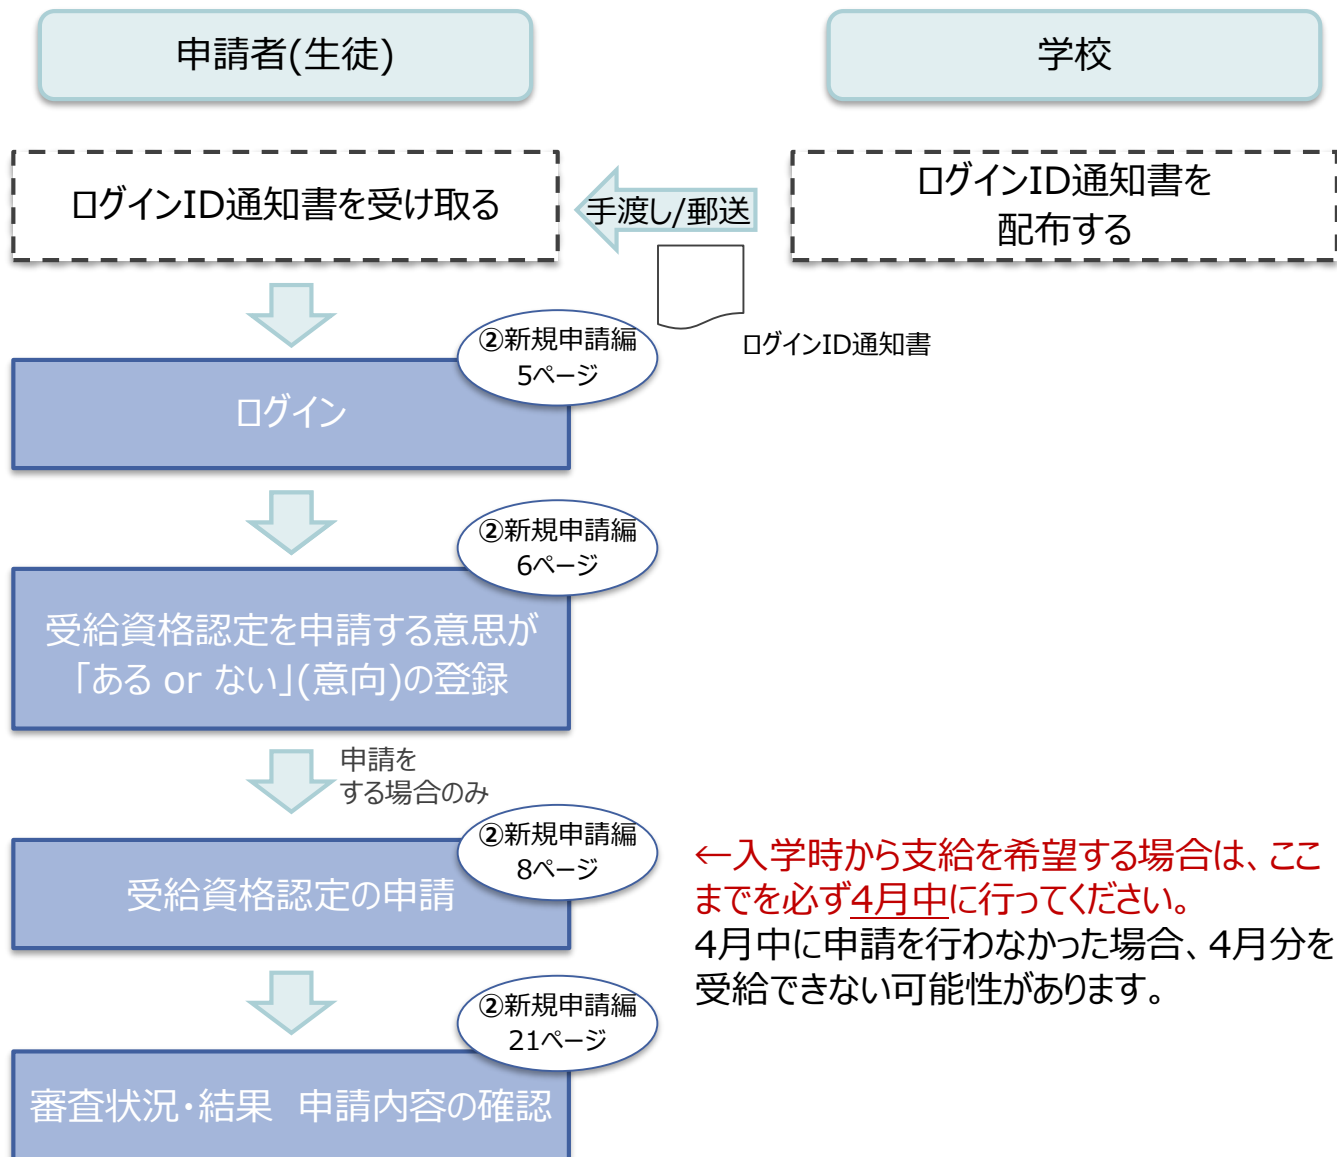 申請者(生徒)
学校
ログインID通知書を受け取る
手渡し/郵送
ログインID通知書を
配布する
ログインID通知書
②新規申請編
5ページ
ログイン
②新規申請編
6ページ
受給資格認定を申請する意思が
「ある or ない」(意向)の登録
申請を
する場合のみ
②新規申請編
8ページ
受給資格認定の申請
←入学時から支給を希望する場合は、ここ
までを必ず4月中に行ってください。
4月中に申請を行わなかった場合、4月分を
受給できない可能性があります。
②新規申請編
21ページ
審査状況・結果　申請内容の確認